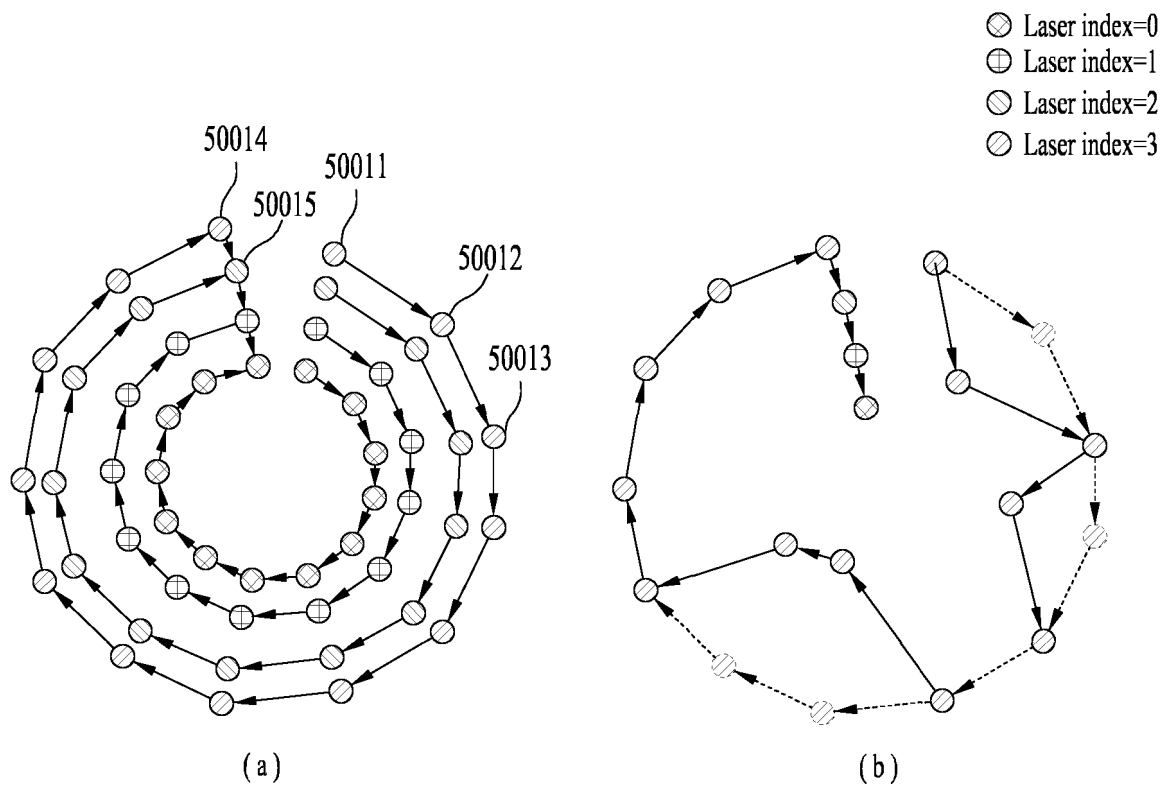 Laser index=0
Laser index=1
Laser index=2
Laser index=3
50014
50011
50015
50012
50013
(a)
(b)